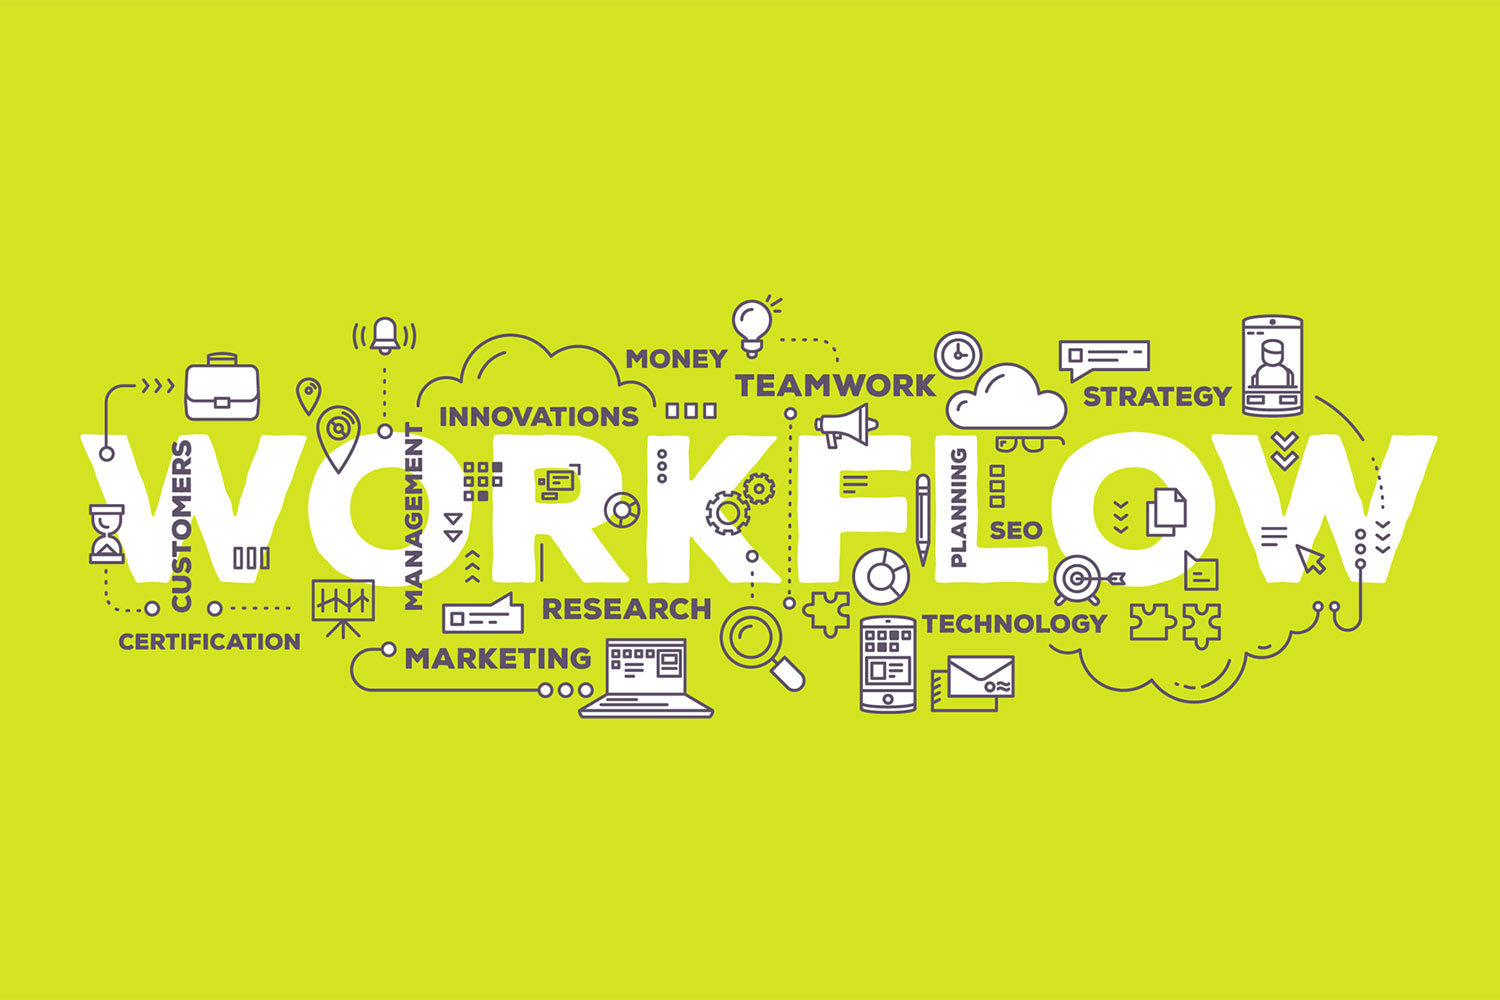 WORKFLOW
MONEY
TEAMWORK
STRATEGY
INNOVATIONS
CUSTOMERS
MANAGEMENT
PLANNING
SEO
RESEARCH
TECHNOLOGY
CERTIFICATION
MARKETING